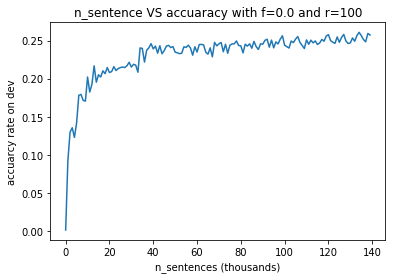 n_sentence VS accuaracy with f=0.0 and r=100
accuarcy rate on dev
0.25
0.20
0.15
0.10
0.05
0.00
0 20 40 60 80 100 120 140
n_sentences (thousands)